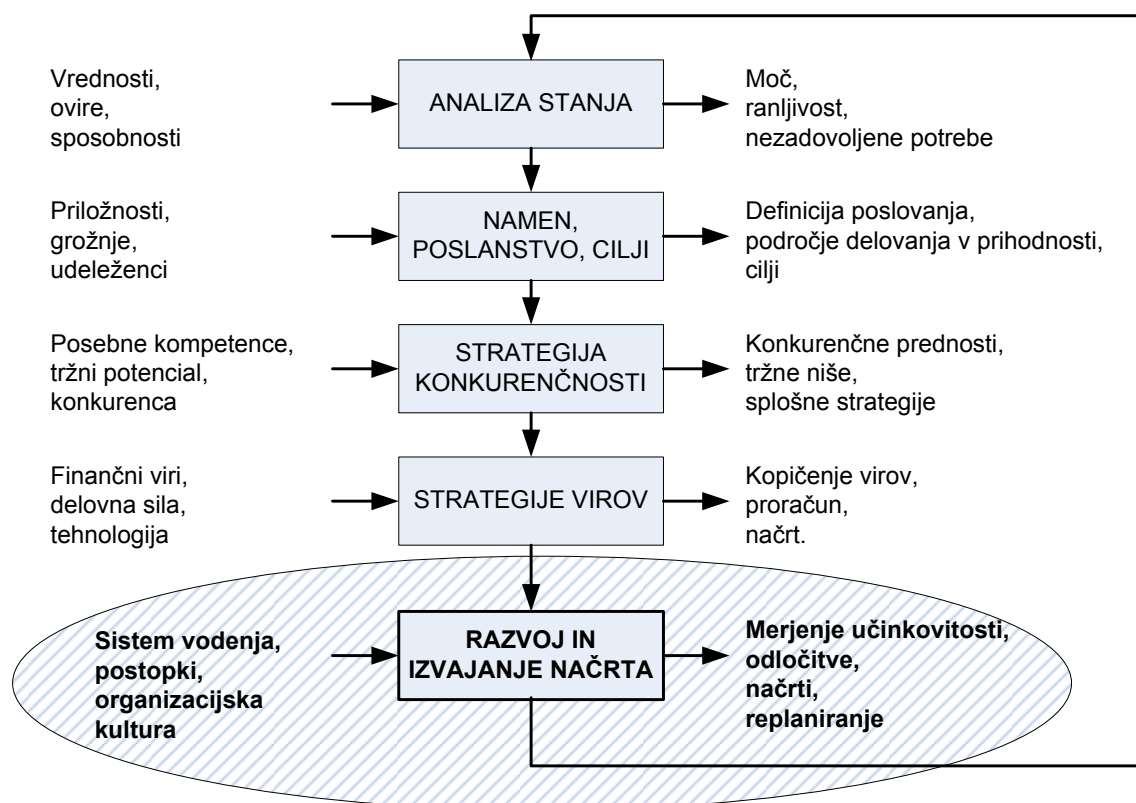 Vrednosti,
ovire,
sposobnosti
ANALIZA STANJA
Moč,
ranljivost,
nezadovoljene potrebe
Priložnosti,
grožnje,
udeleženci
NAMEN,
POSLANSTVO, CILJI
Definicija poslovanja,
področje delovanja v prihodnosti,
cilji
Posebne kompetence,
tržni potencial,
konkurenca
STRATEGIJA
KONKURENČNOSTI
Konkurenčne prednosti,
tržne niše,
splošne strategije
Finančni viri,
delovna sila,
tehnologija
STRATEGIJE VIROV
Kopičenje virov,
proračun,
načrt.
Sistem vodenja,
postopki,
organizacijska
kultura
RAZVOJ IN
IZVAJANJE NAČRTA
Merjenje učinkovitosti,
odločitve,
načrti,
replaniranje